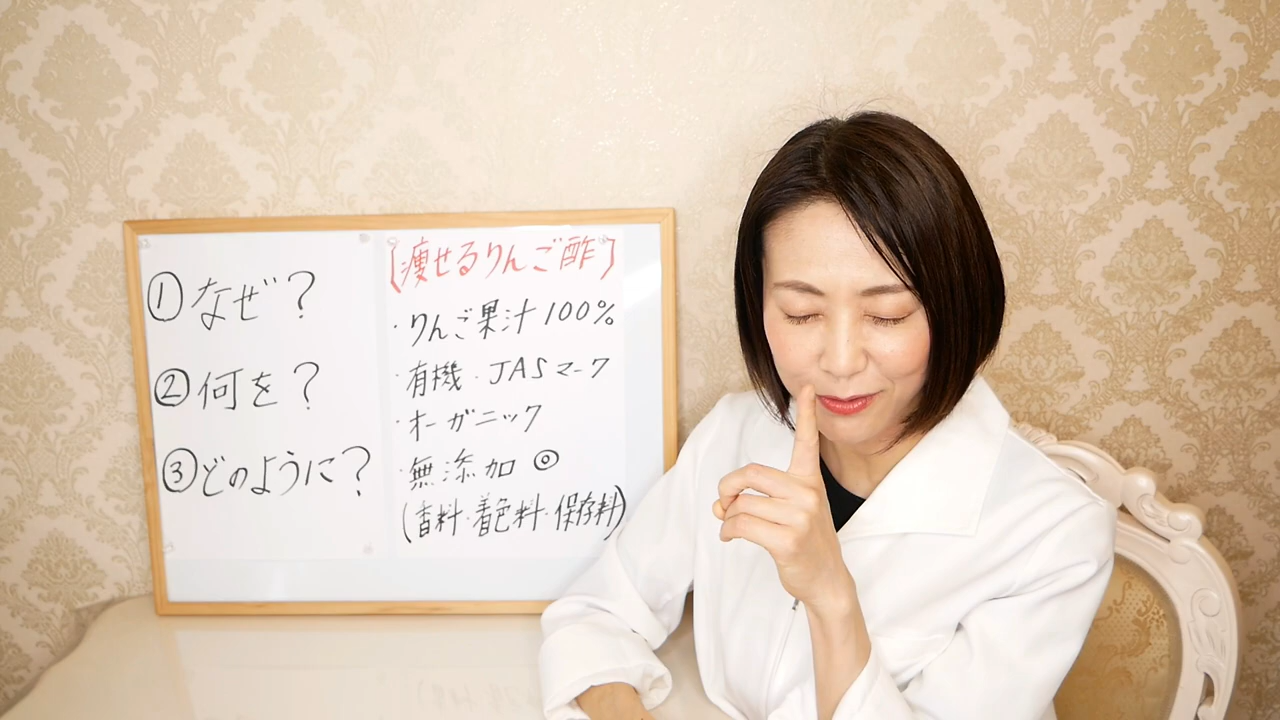 ①なぜ?
②何を?
③どのように?
[痩せるりんご酢]
・りんご果汁100%
・有機・JASマーク
・オーガニック
・無添加◎
(香料・着色料・保存料)